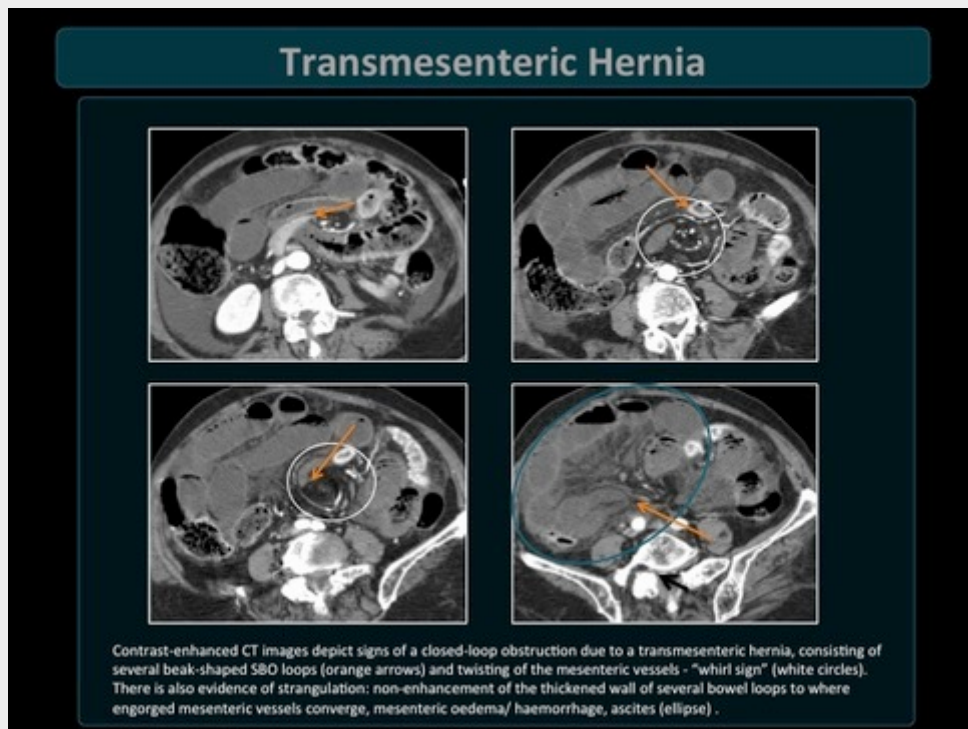 Transmesenteric Hernia
Contrast-enhanced CT images depict signs of a closed-loop obstruction due to a transmesenteric hernia, consisting of
several beak-shaped SBO loops (orange arrows) and twisting of the mesenteric vessels - “whirl sign” (white circles).
There is also evidence of strangulation: non-enhancement of the thickened wall of several bowel loops to where
engorged mesenteric vessels converge, mesenteric oedema/ haemorrhage, ascites (ellipse) .